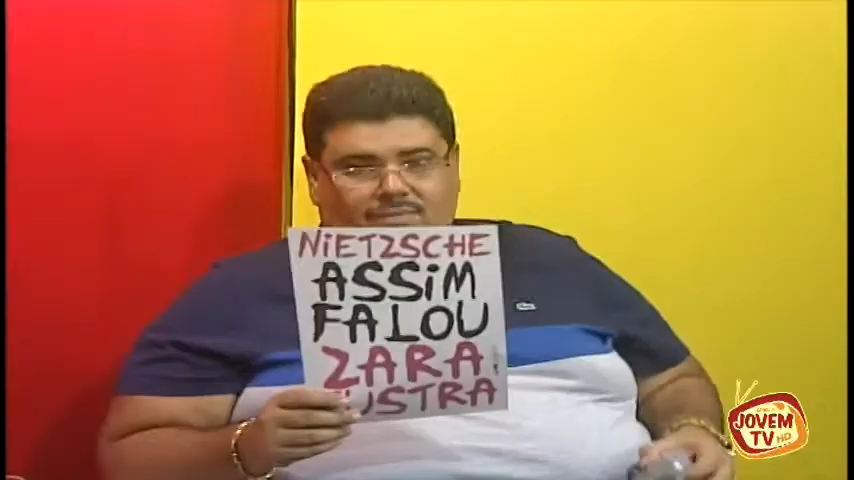 NIETZSCHE
ASSIM
FALOU
ZARA
USTRA
JOVEM
TV HD